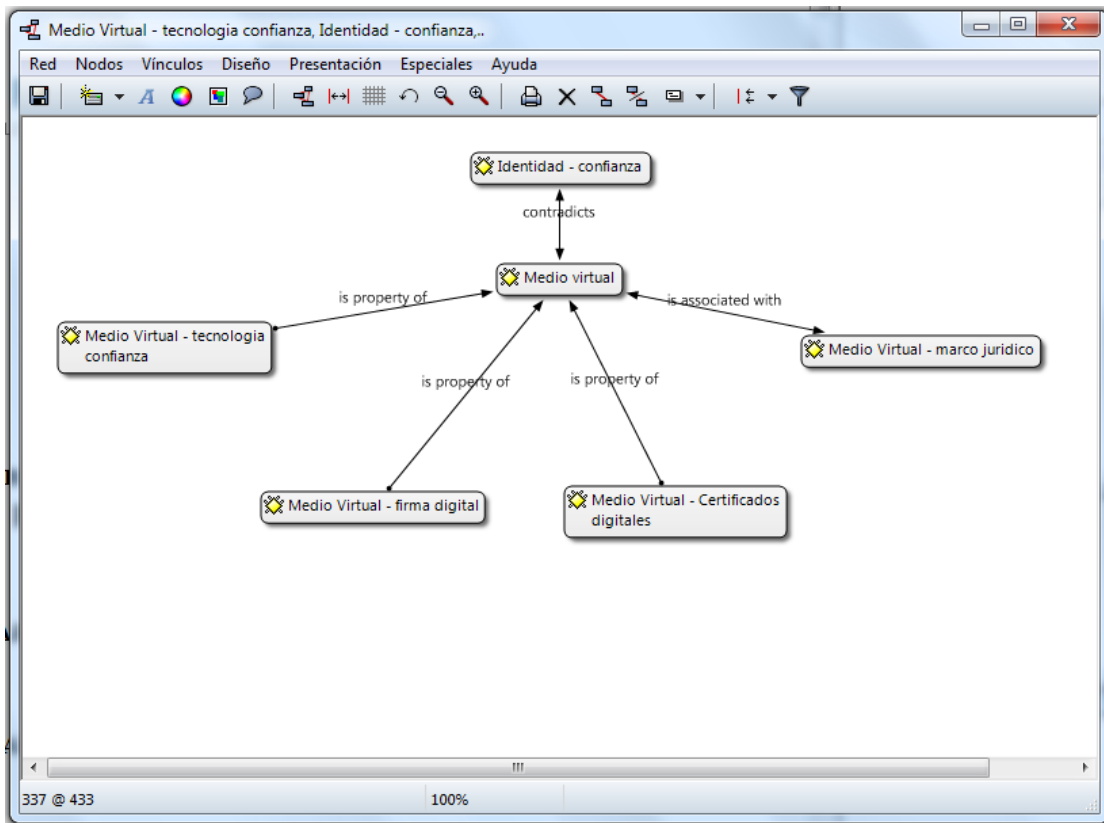 Medio Virtual - tecnologia confianza, Identidad - confianza,..
Red Nodos Vínculos Diseño Presentación Especiales Ayuda
Identidad - confianza
contradicts
Medio virtual
is property of
is associated with
Medio Virtual - tecnologia
confianza
Medio Virtual - marco juridico
is property of
is property of
Medio Virtual - firma digital
Medio Virtual - Certificados
digitales
337 @ 433
100%